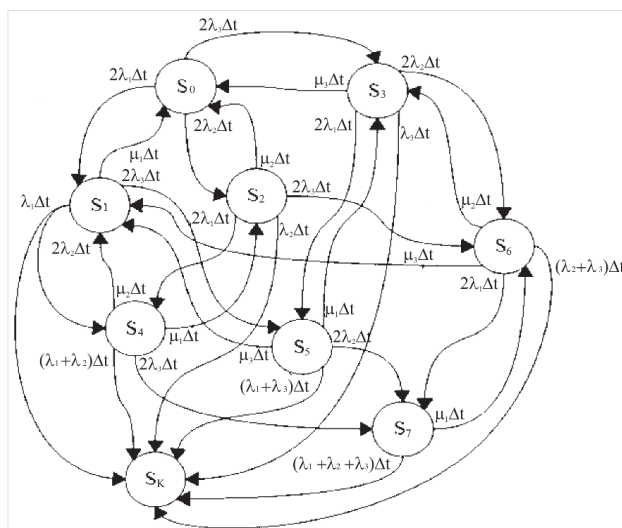 2λ₃Δt
S₀
2λ₁Δt
μ₃Δt
S₃
2λ₂Δt
2λ₂Δt
2λ₁Δt
λ₃Δt
μ₁Δt
μ₂Δt
2λ₃Δt
λ₁Δt
S₁
S₂
2λ₃Δt
μ₂Δt
2λ₁Δt
λ₂Δt
S₆
2λ₂Δt
μ₃Δt
(λ₂+λ₃)Δt
2λ₁Δt
μ₂Δt
S₄
μ₁Δt
μ₁Δt
S₅
2λ₂Δt
μ₃Δt
(λ₁+λ₂)Δt
2λ₃Δt
(λ₁+λ₃)Δt
S₇
μ₁Δt
(λ₁+λ₂+λ₃)Δt
Sκ